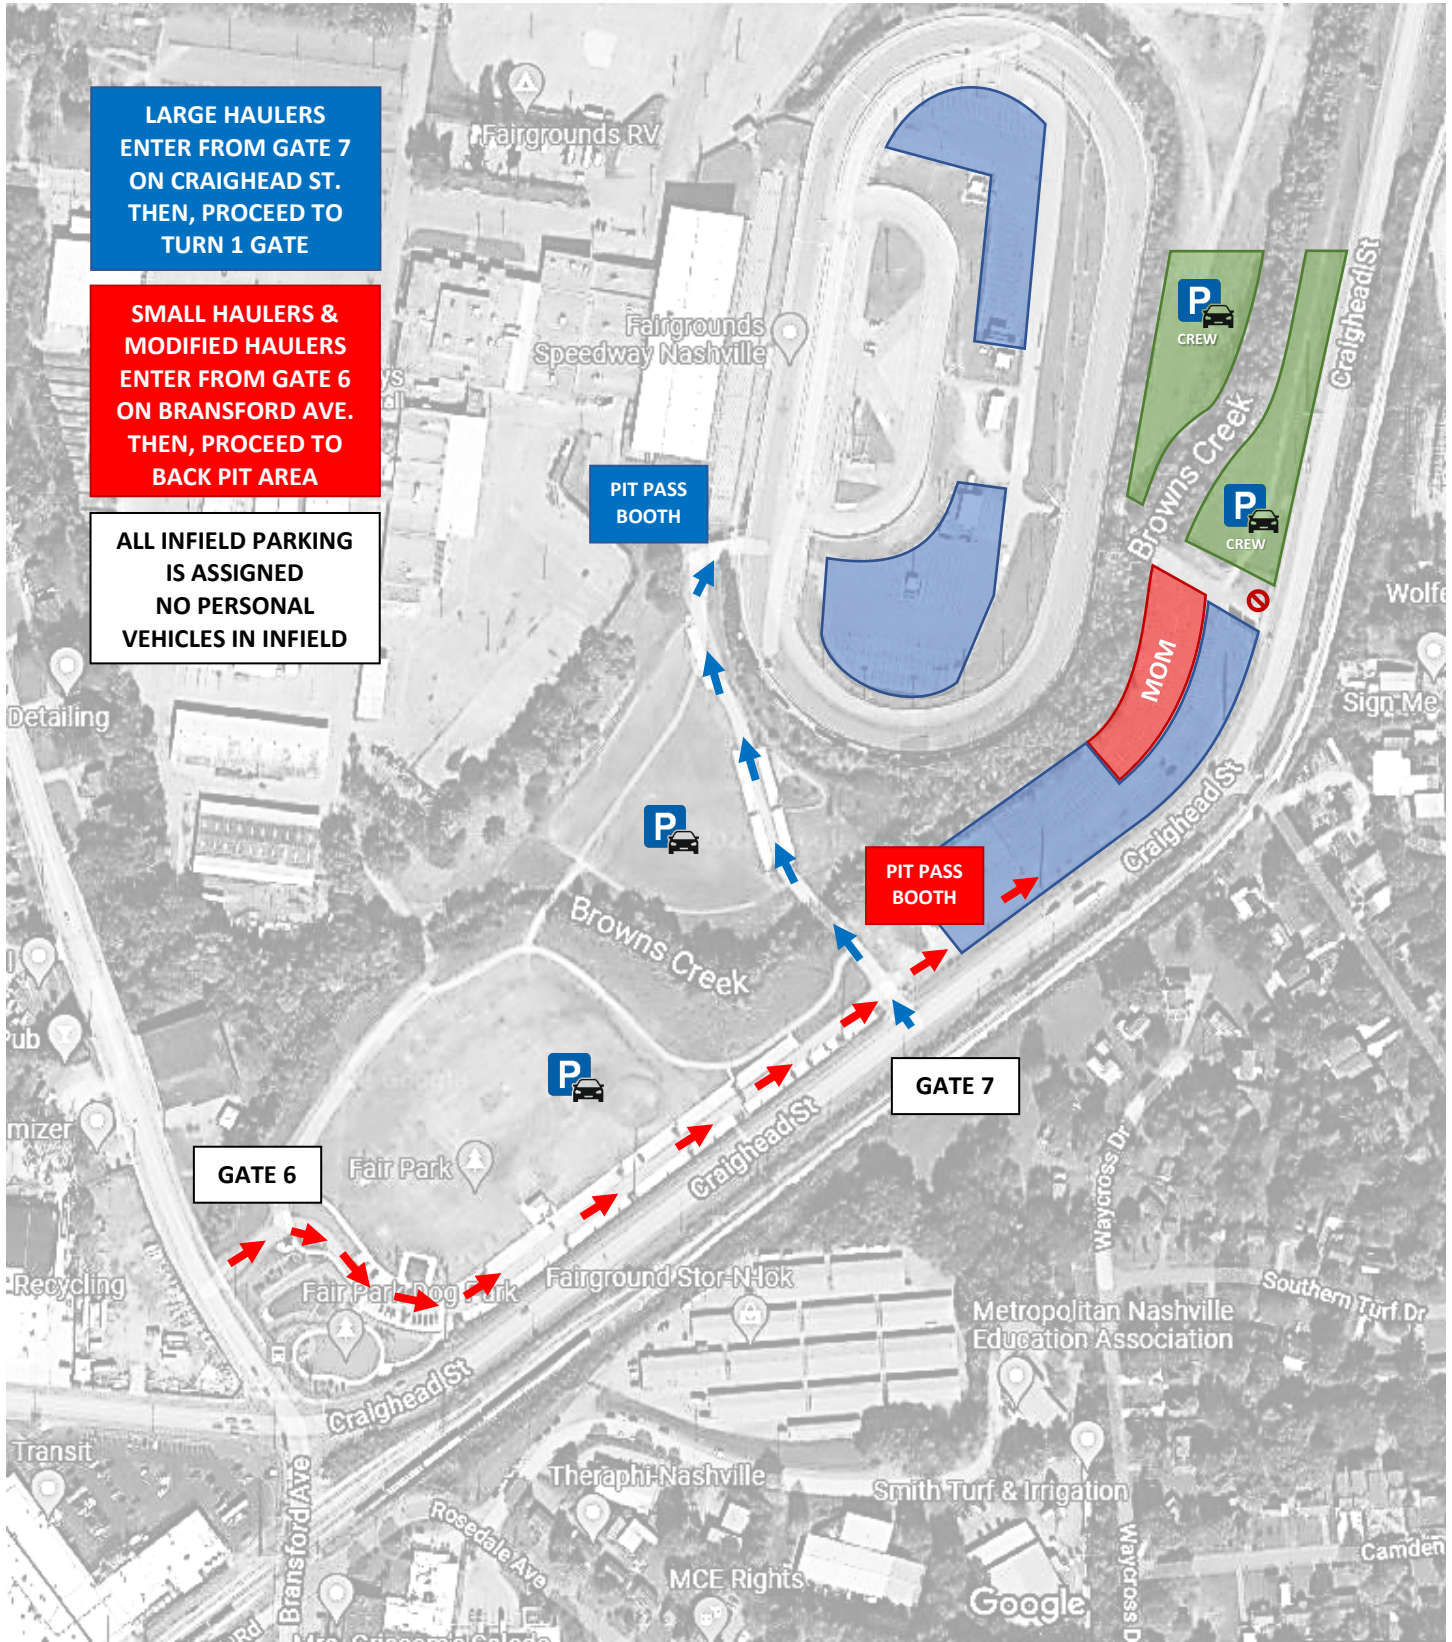 LARGE HAULERS
ENTER FROM GATE 7
ON CRAIGHEAD ST.
THEN, PROCEED TO
TURN 1 GATE
SMALL HAULERS &
MODIFIED HAULERS
ENTER FROM GATE 6
ON BRANSFORD AVE.
THEN, PROCEED TO
BACK PIT AREA
ALL INFIELD PARKING
IS ASSIGNED
NO PERSONAL
VEHICLES IN INFIELD
Fairgrounds RV
Fairgrounds
Speedway Nashville
P
CREW
Craighead St
Browns Creek
P
CREW
PIT PASS
BOOTH
MOM
Sign Me
Detailing
P
Craighead St
PIT PASS
BOOTH
Browns Creek
Pub
P
GATE 7
Craighead St
GATE 6
Fair Park
Waycross Dr
Recycling
Fair Park Dog Park
Fairground Stor-N-lok
Southern Turf Dr
Metropolitan Nashville
Education Association
Craighead St
Transit
Bransford Ave
Theraphi-Nashville
Smith Turf & Irrigation
Rosedale Ave
Waycross D
Camden
MCE Rights
Google
Rd